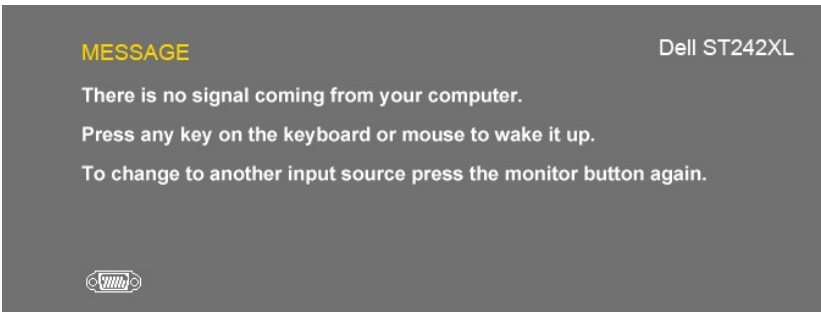 MESSAGE
Dell ST242XL
There is no signal coming from your computer.
Press any key on the keyboard or mouse to wake it up.
To change to another input source press the monitor button again.